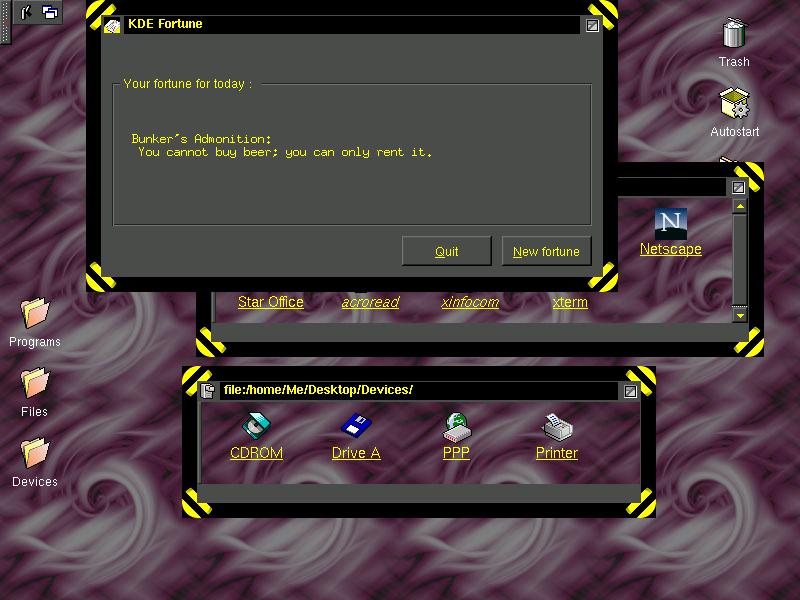 KDE Fortune
Your fortune for today :
Bunker's Admonition:
You cannot buy beer; you can only rent it.
Quit
New fortune
Trash
Autostart
N
Netscape
Star Office
acroread
xinfocom
xterm
Programs
Files
Devices
file:/home/Me/Desktop/Devices/
CDROM
Drive A
PPP
Printer